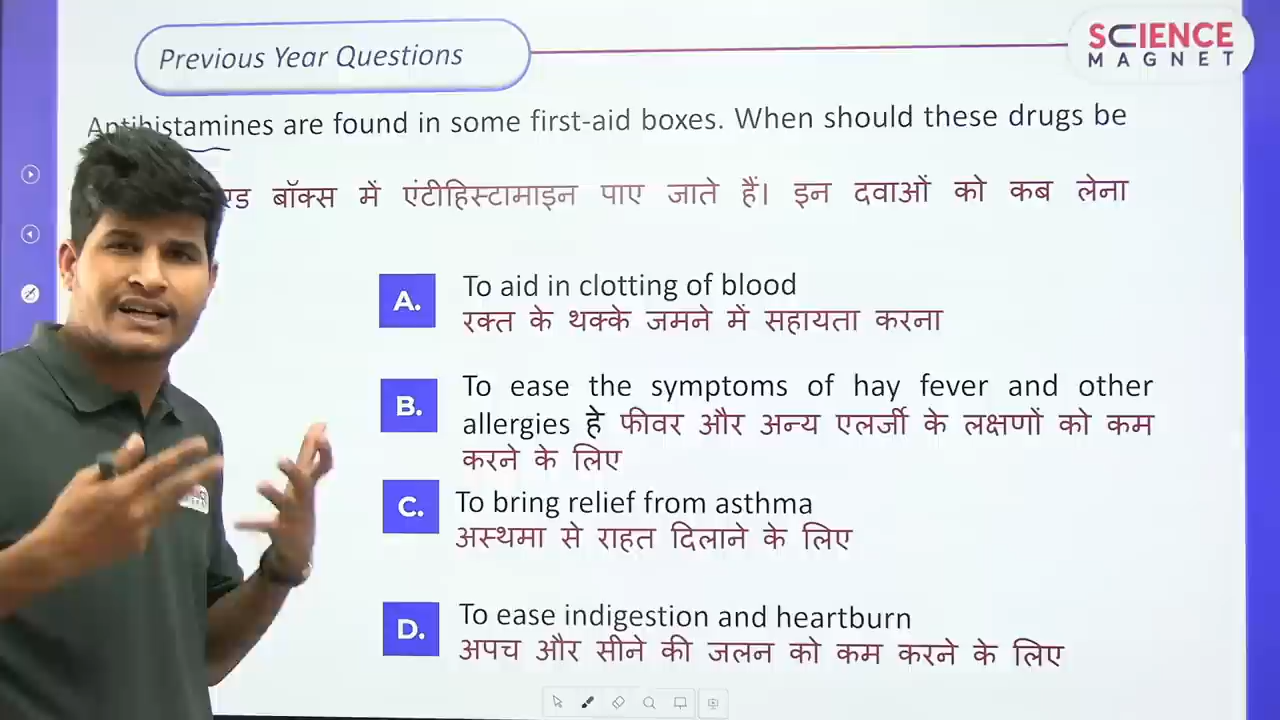 Previous Year Questions
SCIENCE
MAGNET
Antihistamines are found in some first-aid boxes. When should these drugs be
बॉक्स में एंटीहिस्टामाइन पाए जाते हैं। इन दवाओं को कब लेना
A.
To aid in clotting of blood
रक्त के थक्के जमने में सहायता करना
B.
To ease the symptoms of hay fever and other
allergies हे फीवर और अन्य एलर्जी के लक्षणों को कम
करने के लिए
C.
To bring relief from asthma
अस्थमा से राहत दिलाने के लिए
D.
To ease indigestion and heartburn
अपच और सीने की जलन को कम करने के लिए